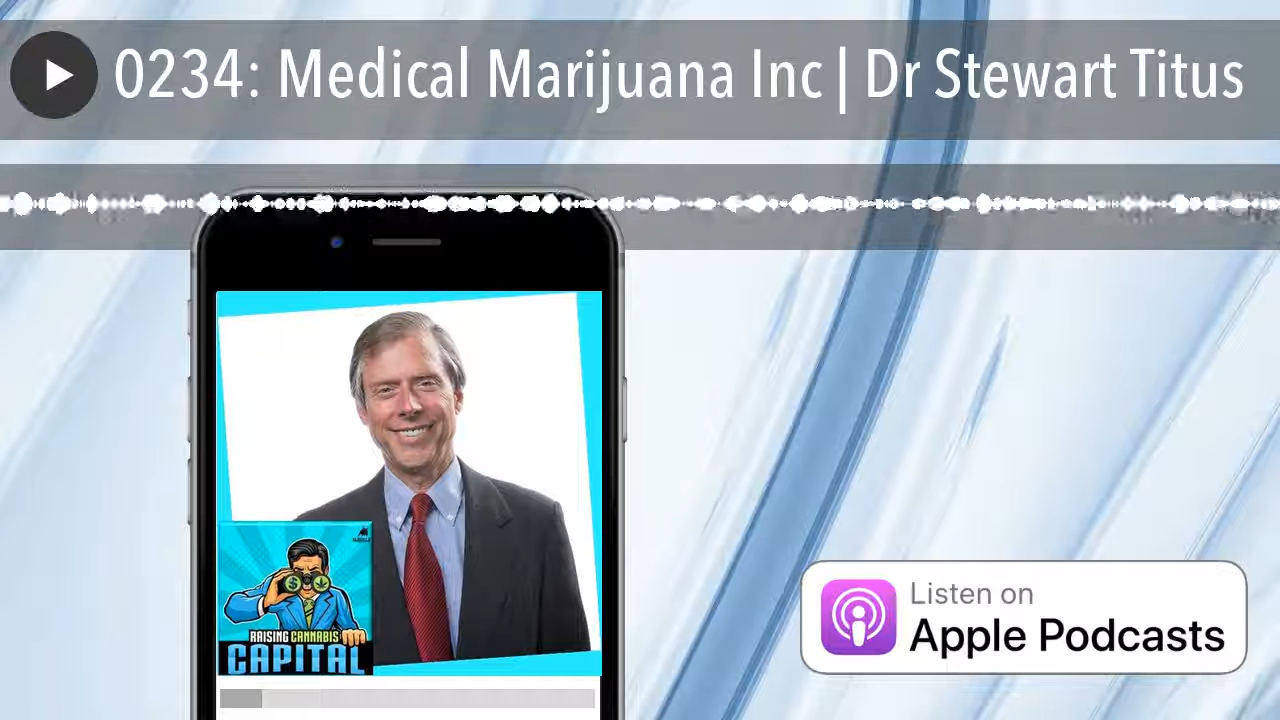 0234: Medical Marijuana Inc | Dr Stewart Titus
RAISING CANNABIS
CAPITAL
Listen on
Apple Podcasts